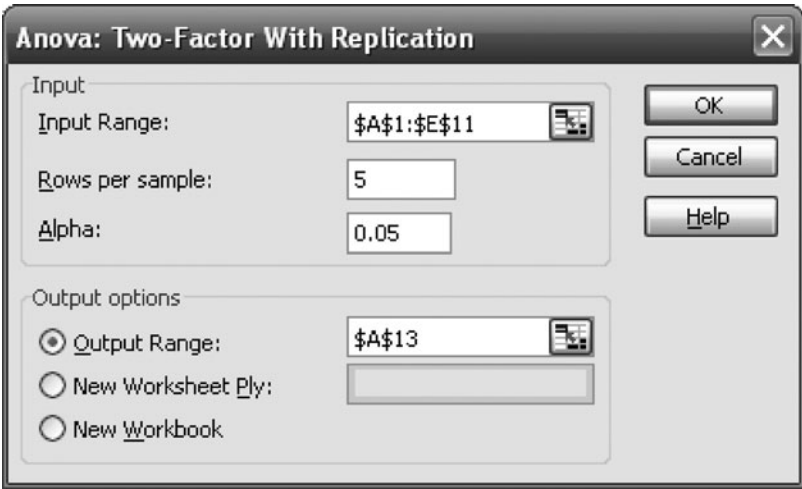 Anova: Two-Factor With Replication
Input
Input Range: $A$1:$E$11
Rows per sample: 5
Alpha: 0.05
OK
Cancel
Help
Output options
Output Range: $A$13
New Worksheet Ply:
New Workbook